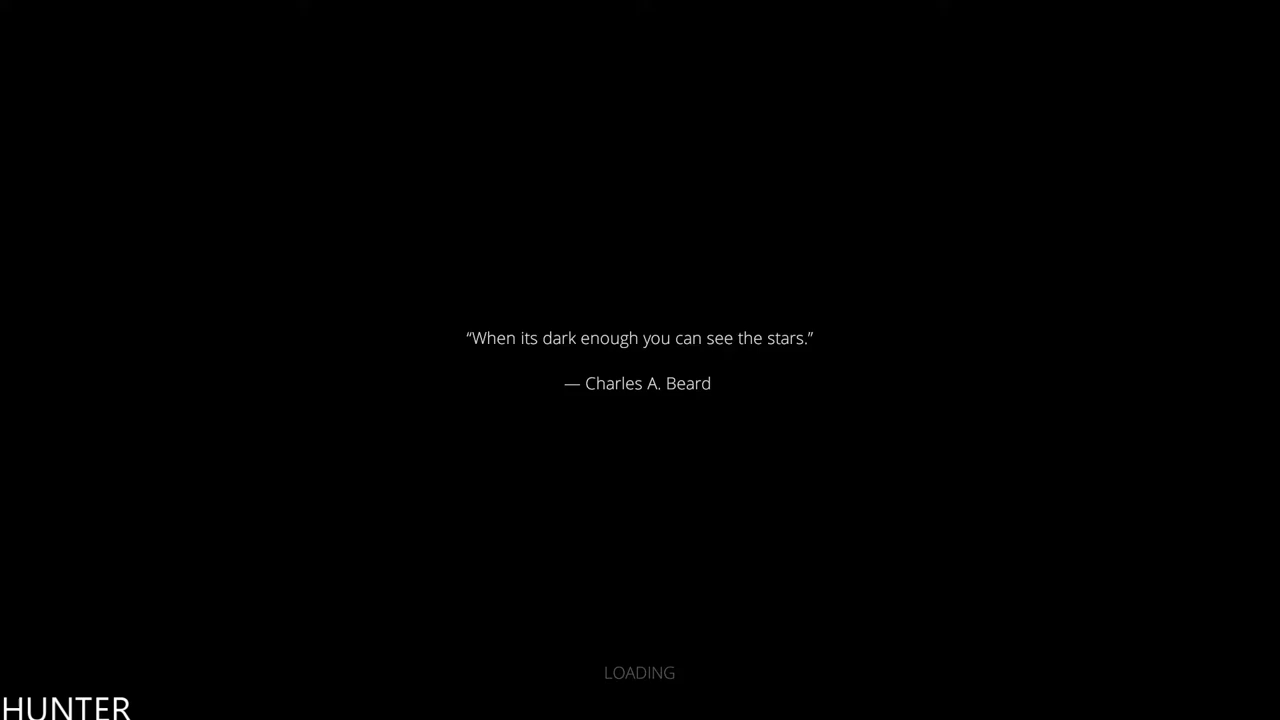 “When its dark enough you can see the stars.”
— Charles A. Beard
LOADING
HUNTER